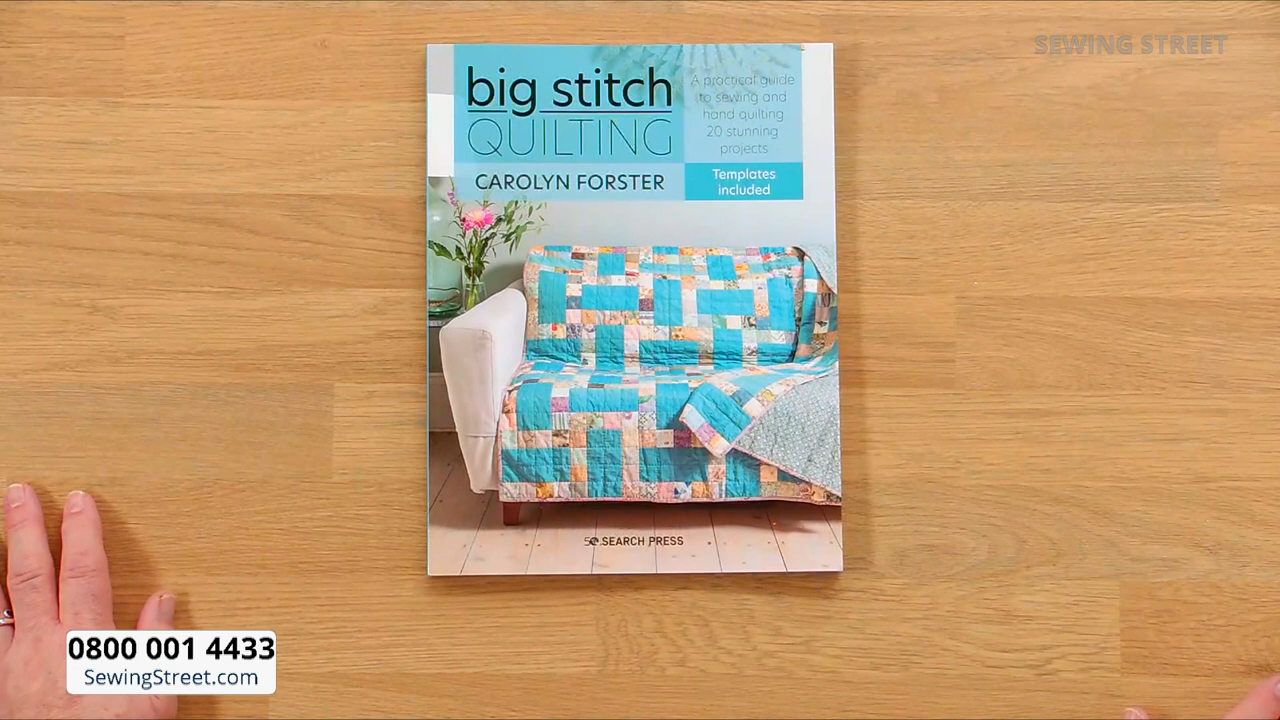 SEWING STREET
big stitch
QUILTING
CAROLYN FORSTER
A practical guide
to sewing and
hand quilting
20 stunning
projects
Templates
included
SEARCH PRESS
0800 001 4433
SewingStreet.com